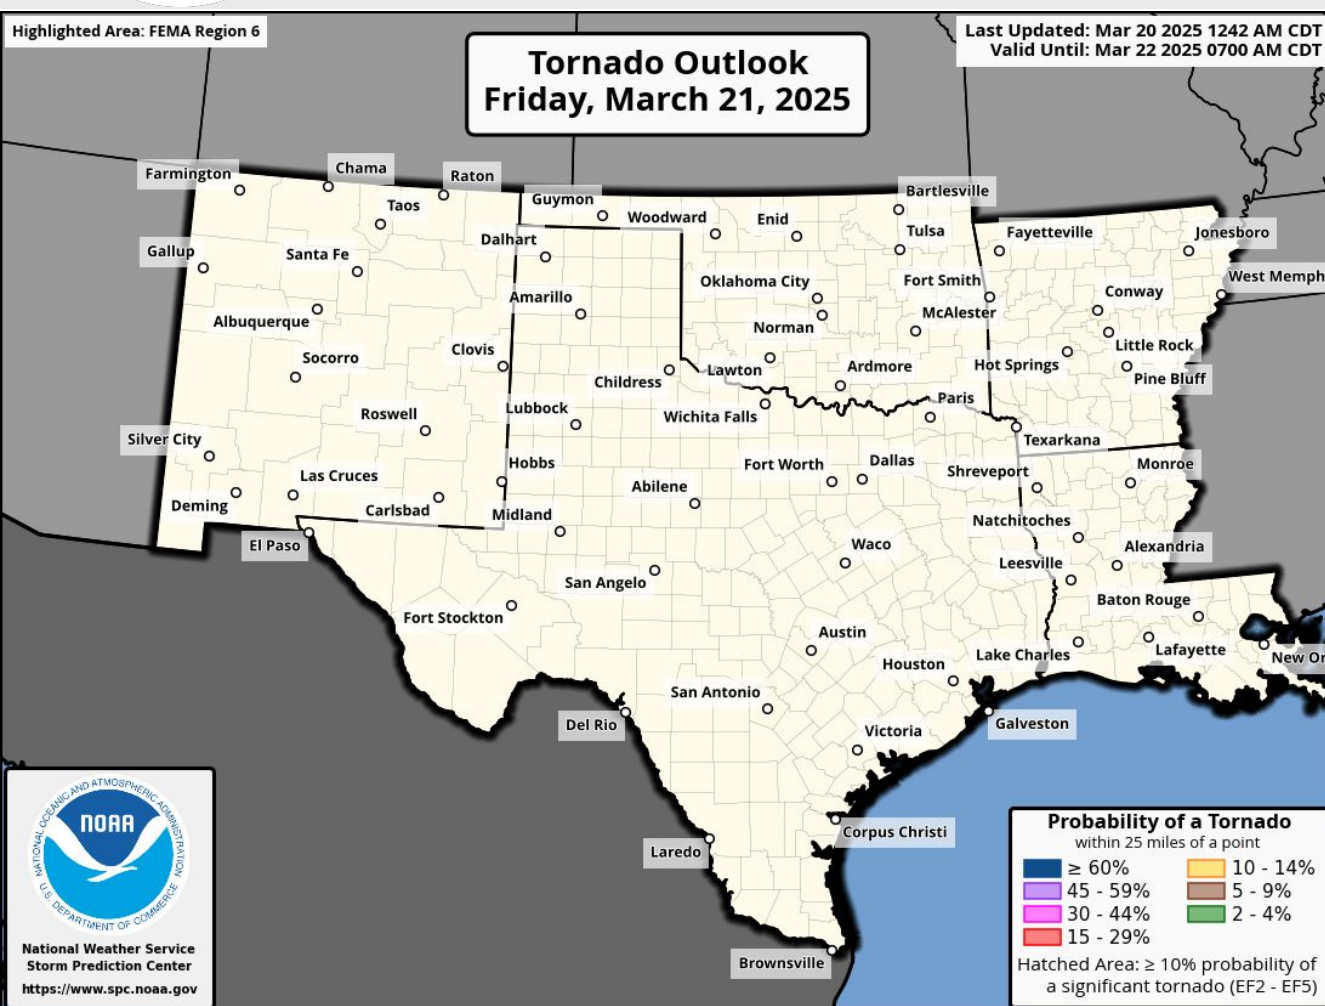 Highlighted Area: FEMA Region 6
Last Updated: Mar 20 2025 1242 AM CDT
Valid Until: Mar 22 2025 0700 AM CDT
Tornado Outlook
Friday, March 21, 2025
Farmington
Chama
Raton
Taos
Guymon
Woodward
Enid
Bartlesville
Tulsa
Fayetteville
Jonesboro
Gallup
Santa Fe
Dalhart
Oklahoma City
Fort Smith
West Memph
Albuquerque
Amarillo
Norman
McAlester
Conway
Little Rock
Socorro
Clovis
Childress
Lawton
Ardmore
Hot Springs
Pine Bluff
Roswell
Lubbock
Wichita Falls
Paris
Texarkana
Silver City
Las Cruces
Hobbs
Abilene
Fort Worth
Dallas
Shreveport
Monroe
Deming
Carlsbad
Midland
Natchitoches
El Paso
San Angelo
Waco
Leesville
Alexandria
Fort Stockton
Austin
Baton Rouge
Houston
Lake Charles
Lafayette
New Or
Del Rio
San Antonio
Victoria
Galveston
Laredo
Corpus Christi
Brownsville
NATIONAL OCEANIC AND ATMOSPHERIC ADMINISTRATION
NOAA
U.S. DEPARTMENT OF COMMERCE
National Weather Service
Storm Prediction Center
https://www.spc.noaa.gov
Probability of a Tornado
within 25 miles of a point
≥ 60%
10 - 14%
45 - 59%
5 - 9%
30 - 44%
2 - 4%
15 - 29%
Hatched Area: ≥ 10% probability of
a significant tornado (EF2 - EF5)